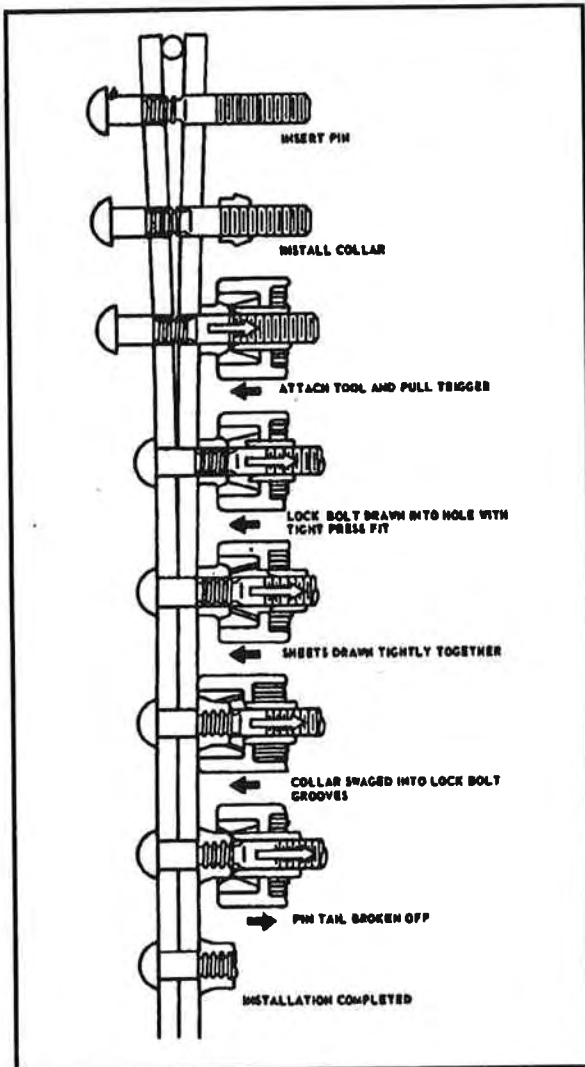 INSERT PIN
INSTALL COLLAR
ATTACH TOOL AND PULL TRIGGER
LOCK BOLT DRAWN INTO HOLE WITH
TIGHT PRESS FIT
SHEETS DRAWN TIGHTLY TOGETHER
COLLAR SWAGED INTO LOCK BOLT
GROOVES
PIN TAIL BROKEN OFF
INSTALLATION COMPLETED